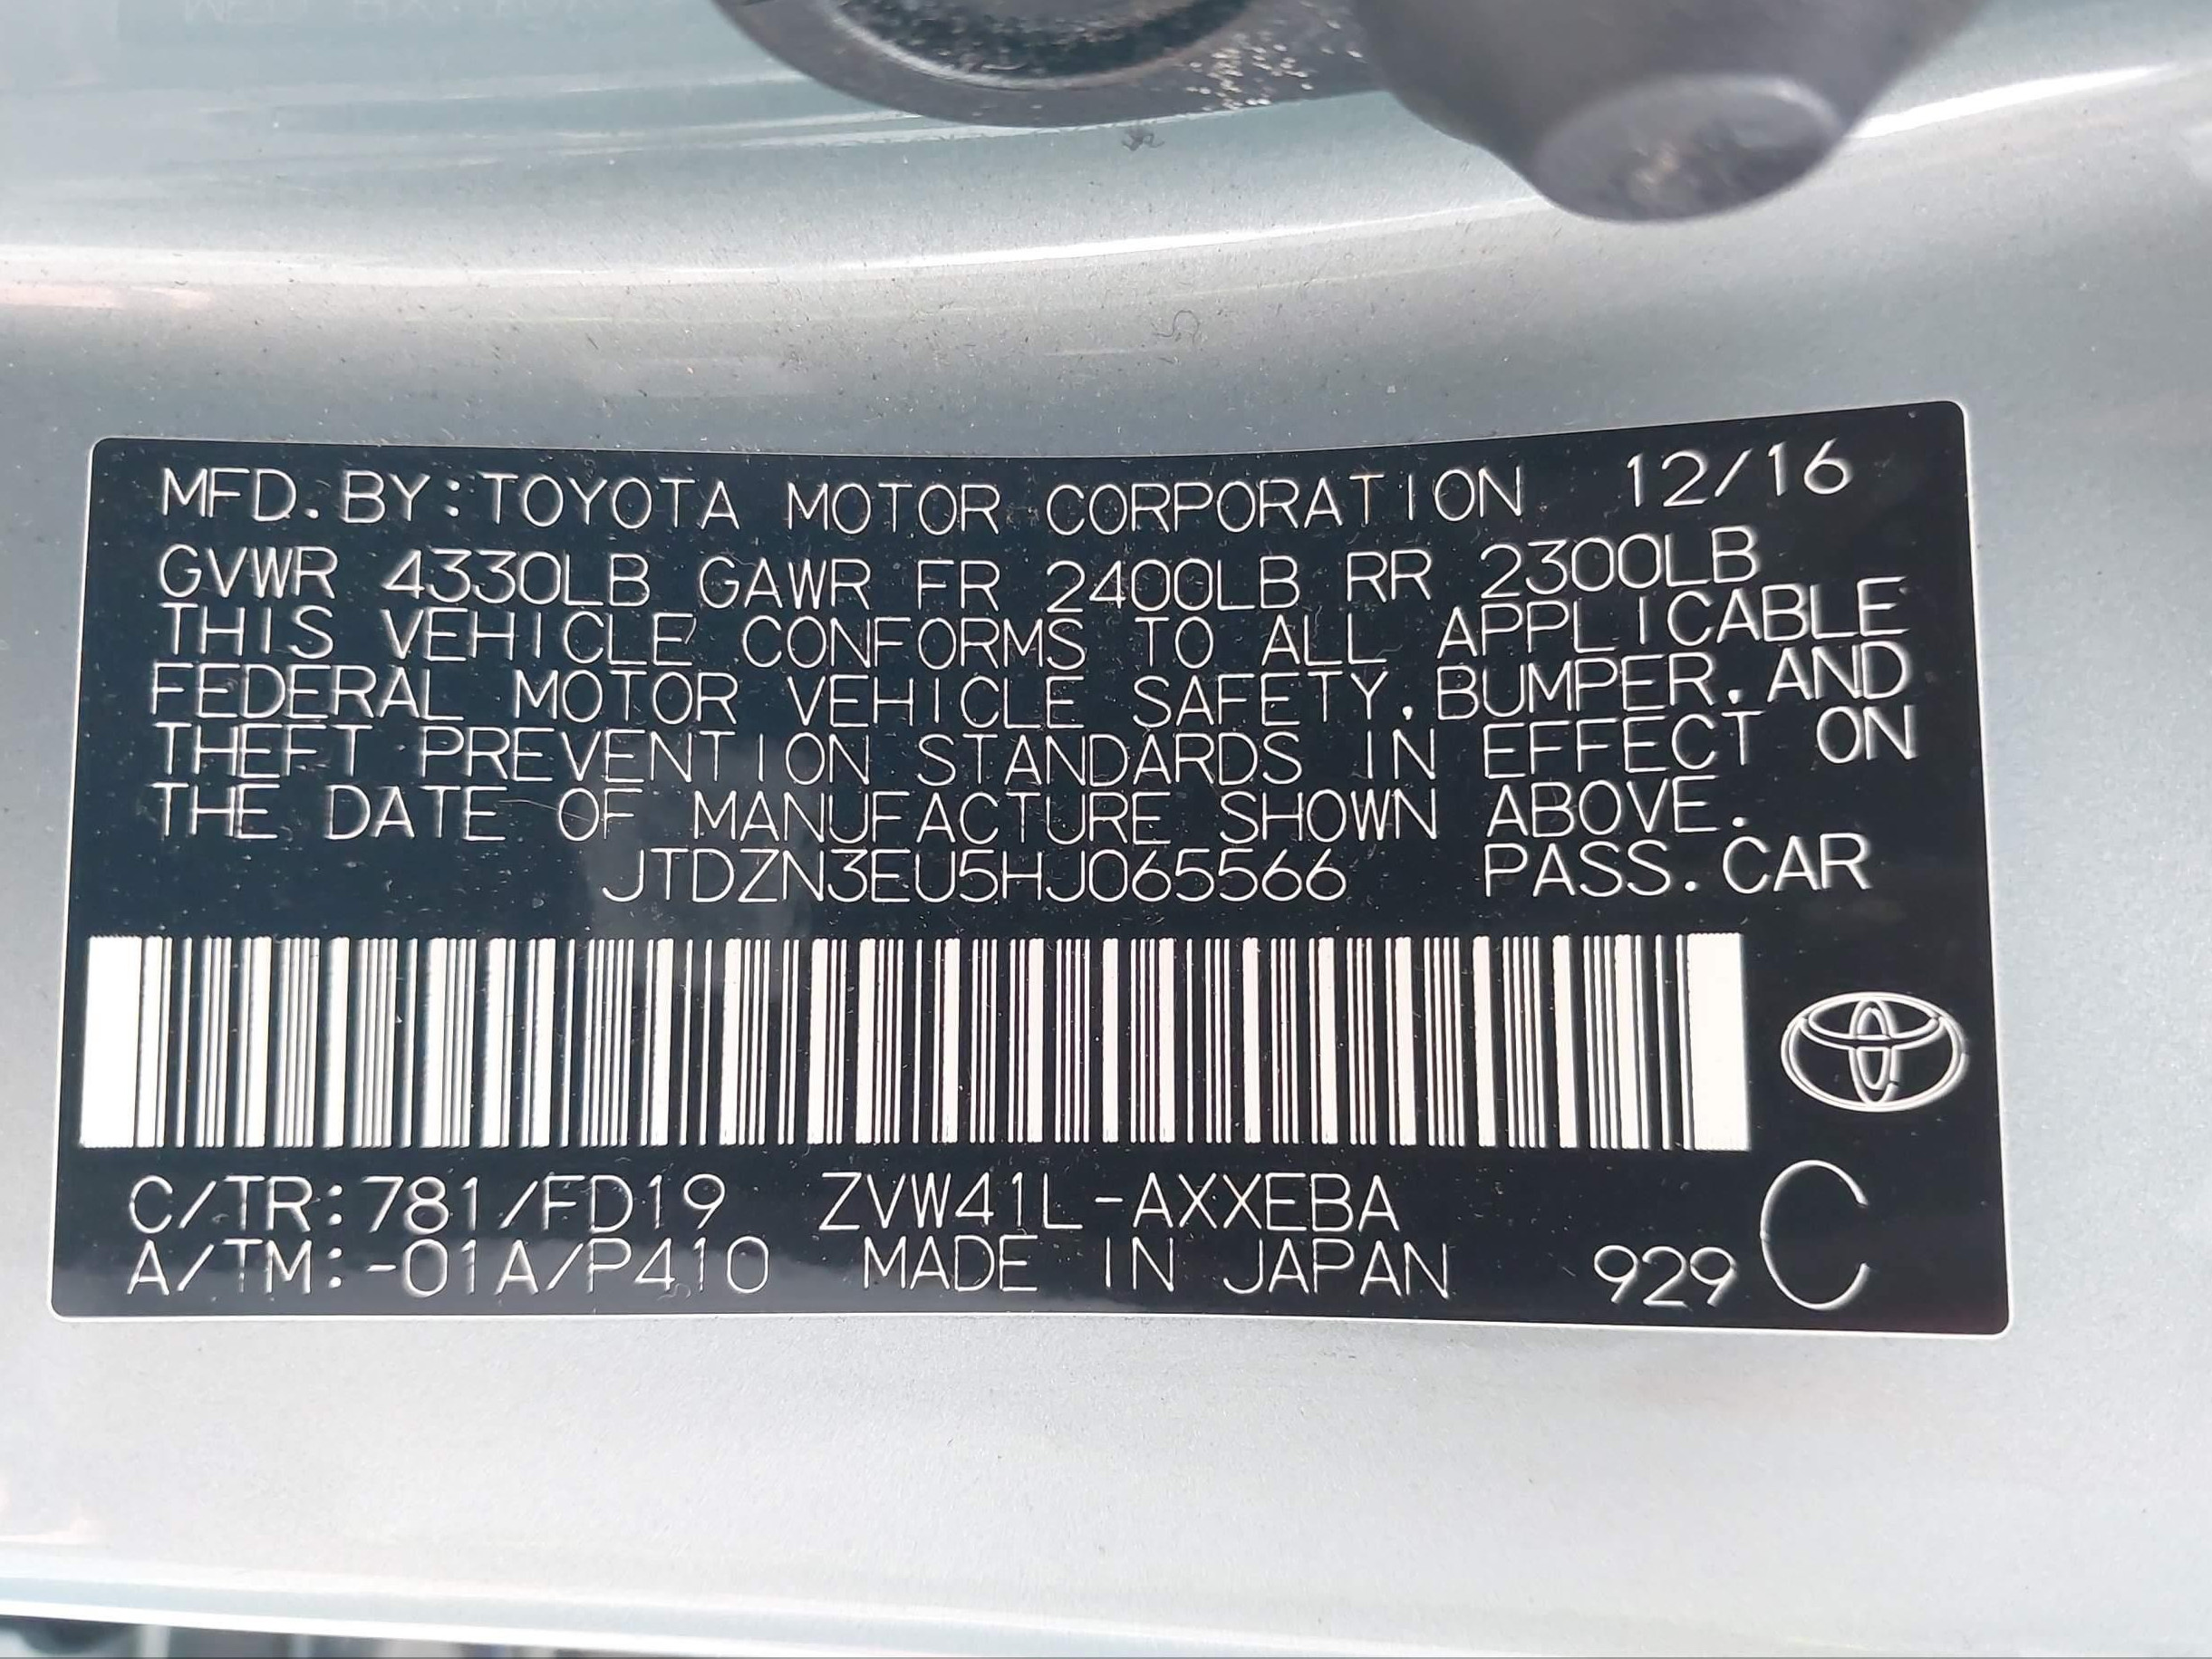 MFD. BY:TOYOTA MOTOR CORPORATION 12/16
GVWR 4330LB GAWR FR 2400LB RR 2300LB
THIS VEHICLE CONFORMS TO ALL APPLICABLE
FEDERAL MOTOR VEHICLE SAFETY, BUMPER, AND
THEFT PREVENTION STANDARDS IN EFFECT ON
THE DATE OF MANUFACTURE SHOWN ABOVE.
JTDZN3EU5HJ065566 PASS. CAR
C/TR:781/FD19 ZVW41L-AXXEBA
A/TM:-01A/P410 MADE IN JAPAN 929 C